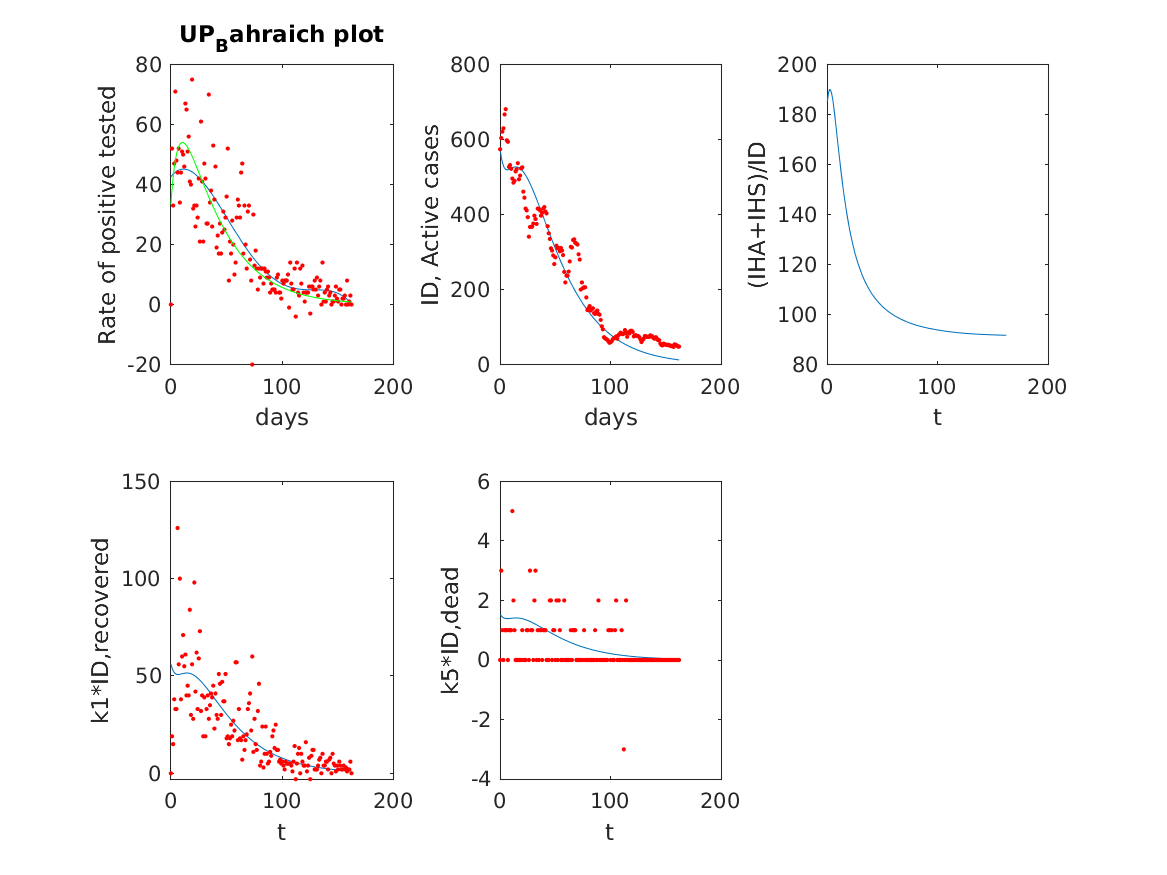 UP_Bahraich plot
80
60
40
20
0
-20
0 100 200
Rate of positive tested
days
800
600
400
200
0
0 100 200
ID, Active cases
days
200
180
160
140
120
100
80
0 100 200
(IHA+IHS)/ID
t
150
100
50
0
0 100 200
k1*ID,recovered
t
6
4
2
0
-2
-4
0 100 200
k5*ID,dead
t